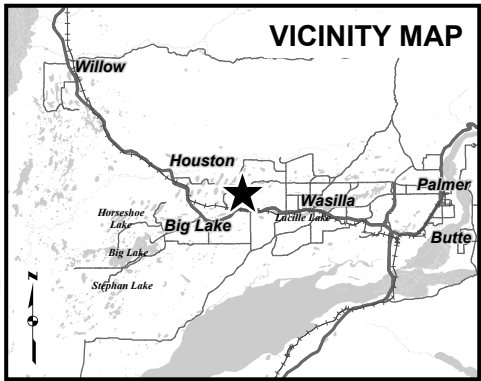 VICINITY MAP
Willow
Houston
Wasilla
Palmer
Horseshoe
Lake
Lucille Lake
Big Lake
Butte
Big Lake
Stephan Lake
N